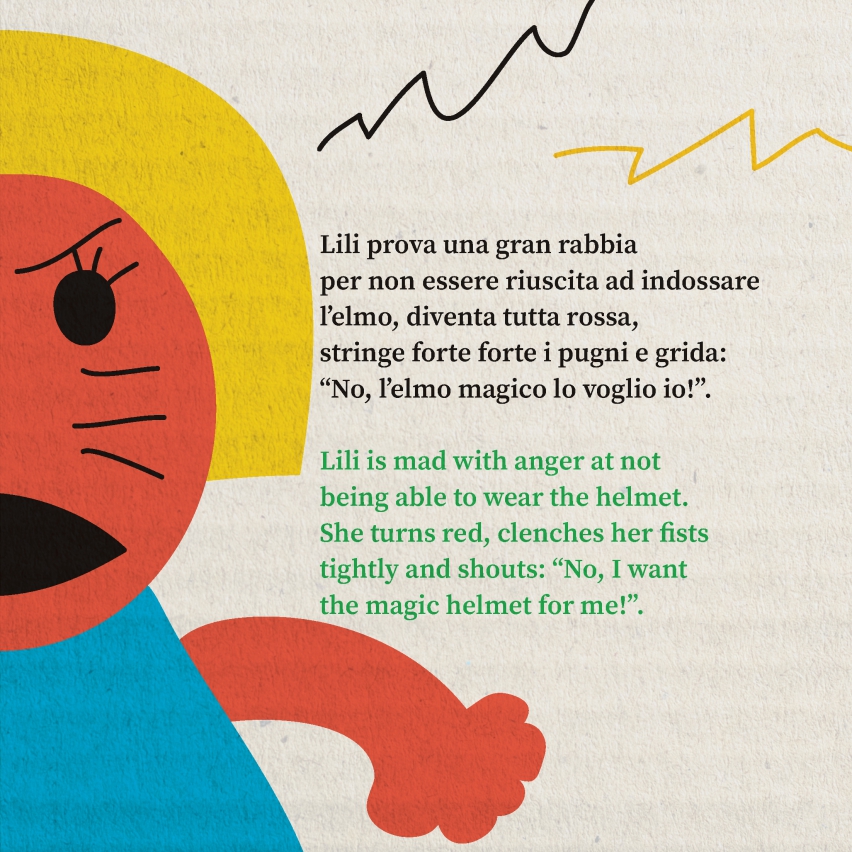 Lili prova una gran rabbia
per non essere riuscita ad indossare
l’elmo, diventa tutta rossa,
stringe forte forte i pugni e grida:
“No, l’elmo magico lo voglio io!”.
Lili is mad with anger at not
being able to wear the helmet.
She turns red, clenches her fists
tightly and shouts: “No, I want
the magic helmet for me!”.